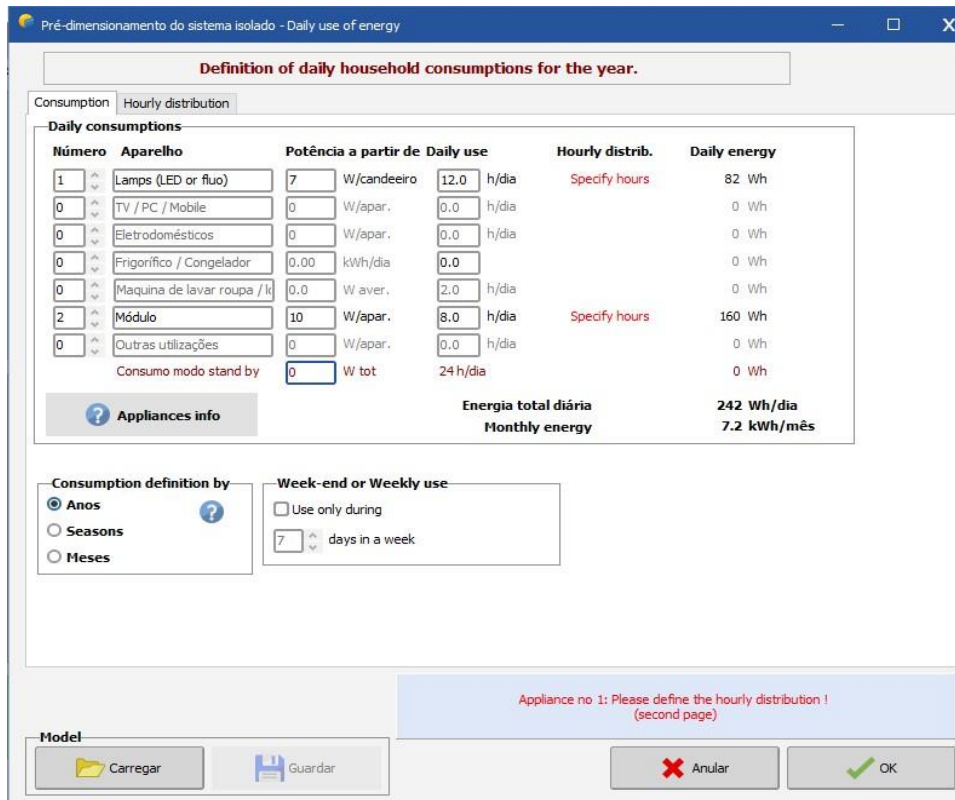 Pré-dimensionamento do sistema isolado - Daily use of energy
Definition of daily household consumptions for the year.
Consumption Hourly distribution
Daily consumptions
Número Aparelho Potência a partir de Daily use Hourly distrib. Daily energy
1 Lamps (LED or fluo) 7 W/candeeiro 12.0 h/dia Specify hours 82 Wh
0 TV / PC / Mobile 0 W/apar. 0.0 h/dia 0 Wh
0 Eletrodomésticos 0 W/apar. 0.0 h/dia 0 Wh
0 Frigorífico / Congelador 0.00 kWh/dia 0.0 0 Wh
0 Maquina de lavar roupa / lo 0.0 W aver. 2.0 h/dia 0 Wh
2 Módulo 10 W/apar. 8.0 h/dia Specify hours 160 Wh
0 Outras utilizações 0 W/apar. 0.0 h/dia 0 Wh
Consumo modo stand by 0 W tot 24 h/dia 0 Wh
? Appliances info
Energia total diária 242 Wh/dia
Monthly energy 7.2 kWh/mês
Consumption definition by
Anos ?
Seasons
Meses
Week-end or Weekly use
Use only during
7 days in a week
Appliance no 1: Please define the hourly distribution !
(second page)
Model
Carregar Guardar Anular OK